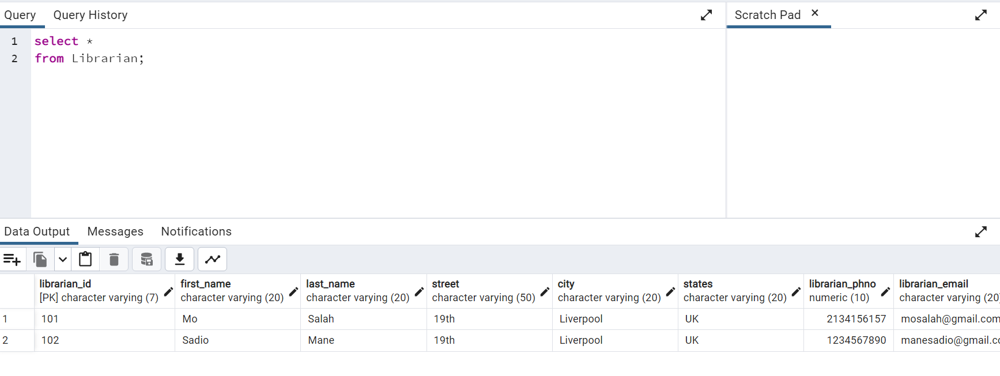 Query Query History Scratch Pad ×
1 select *
2 from Librarian;
Data Output Messages Notifications
librarian_id first_name last_name street city states librarian_phno librarian_email
[PK] character varying (7) character varying (20) character varying (20) character varying (50) character varying (20) character varying (20) numeric (10) character varying (20)
1 101 Mo Salah 19th Liverpool UK 2134156157 mosalah@gmail.com
2 102 Sadio Mane 19th Liverpool UK 1234567890 manesadio@gmail.c